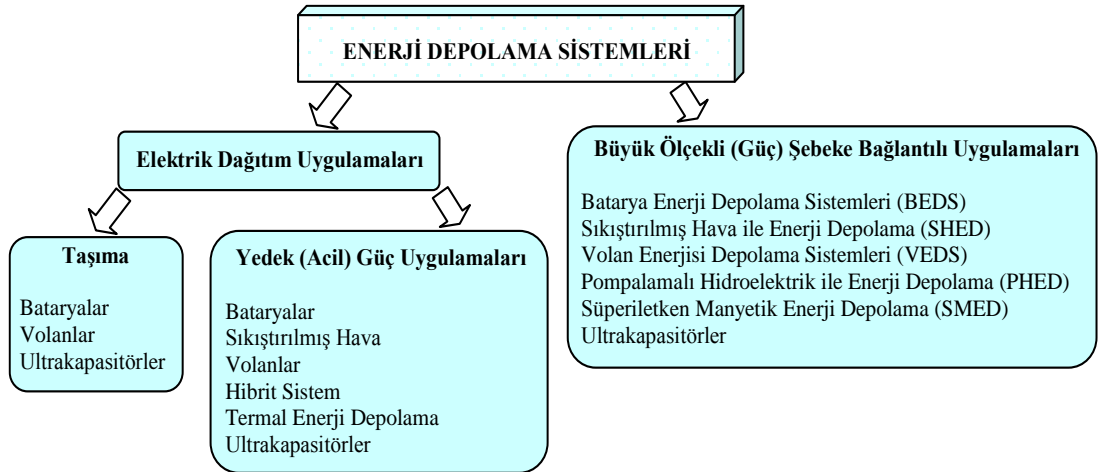 ENERJİ DEPOLAMA SİSTEMLERİ
Elektrik Dağıtım Uygulamaları
Taşıma
Bataryalar
Volanlar
Ultrakapasitörler
Yedek (Acil) Güç Uygulamaları
Bataryalar
Sıkıştırılmış Hava
Volanlar
Hibrit Sistem
Termal Enerji Depolama
Ultrakapasitörler
Büyük Ölçekli (Güç) Şebeke Bağlantılı Uygulamaları
Batarya Enerji Depolama Sistemleri (BEDS)
Sıkıştırılmış Hava ile Enerji Depolama (SHED)
Volan Enerjisi Depolama Sistemleri (VEDS)
Pompalamalı Hidroelektrik ile Enerji Depolama (PHED)
Süperiletken Manyetik Enerji Depolama (SMED)
Ultrakapasitörler